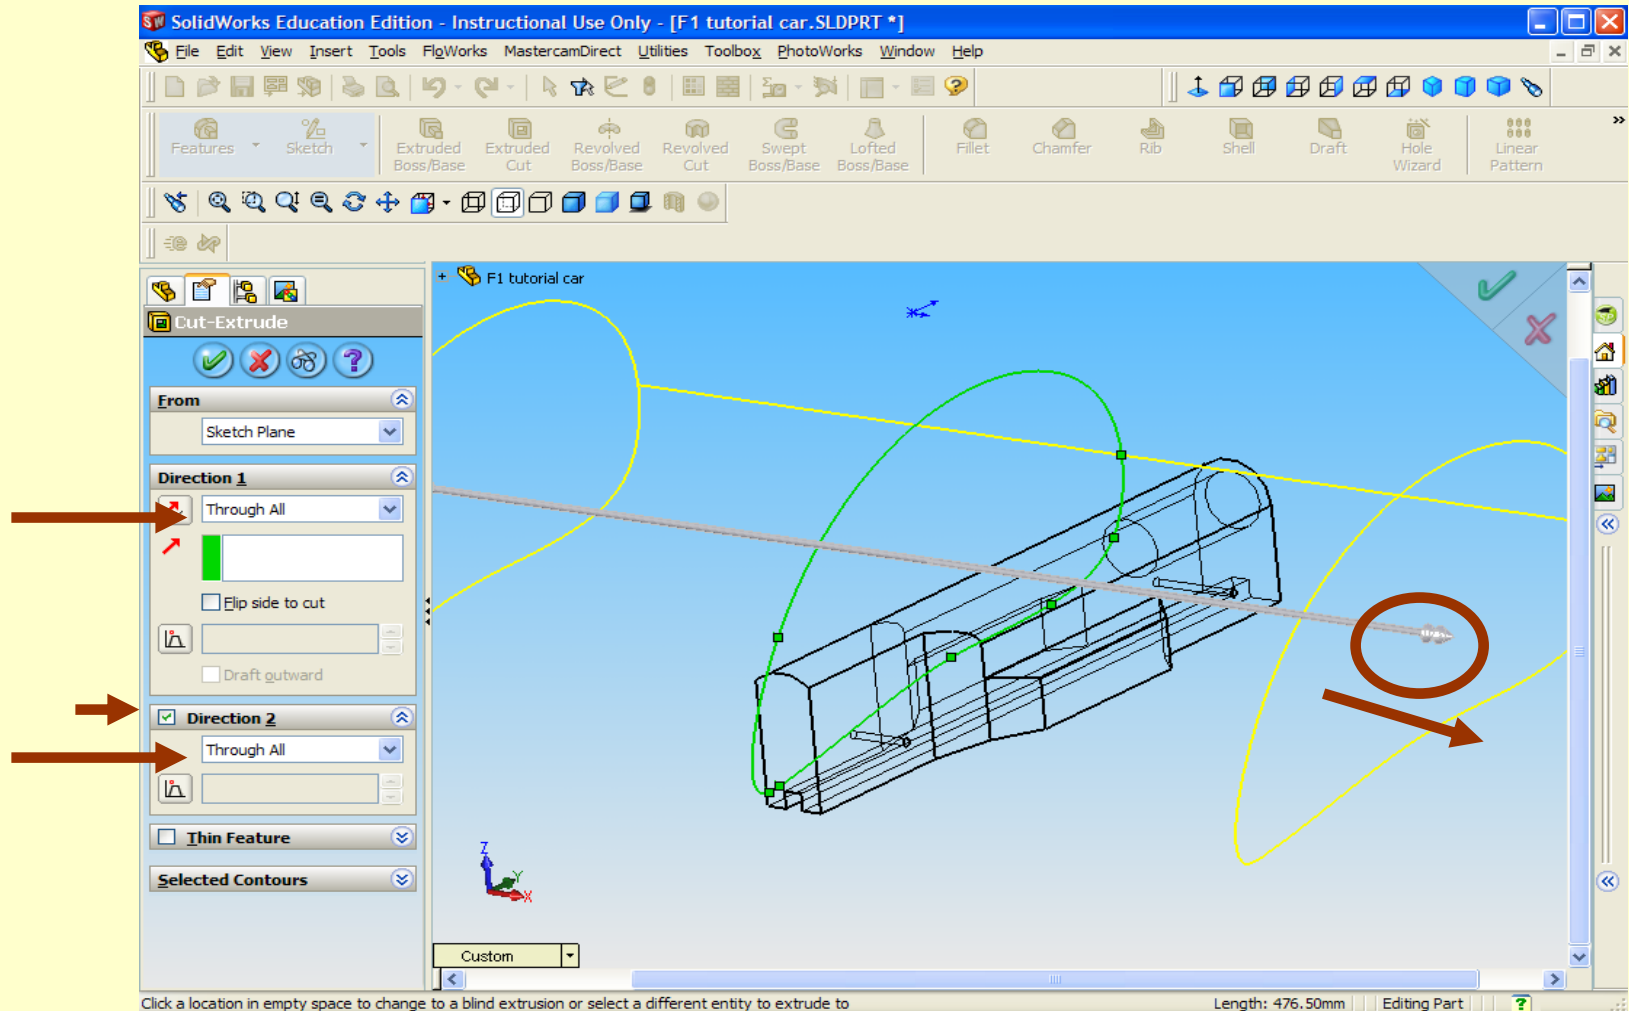 SolidWorks Education Edition - Instructional Use Only - [F1 tutorial car.SLDPRT *]
File Edit View Insert Tools FloWorks MastercamDirect Utilities Toolbox PhotoWorks Window Help
Features Sketch Extruded Boss/Base Extruded Cut Revolved Boss/Base Revolved Cut Swept Boss/Base Lofted Boss/Base Fillet Chamfer Rib Shell Draft Hole Wizard Linear Pattern
F1 tutorial car
Cut-Extrude
From
Sketch Plane
Direction 1
Through All
Flip side to cut
Draft outward
Direction 2
Through All
Thin Feature
Selected Contours
Z
Y
X
Custom
Click a location in empty space to change to a blind extrusion or select a different entity to extrude to
Length: 476.50mm Editing Part